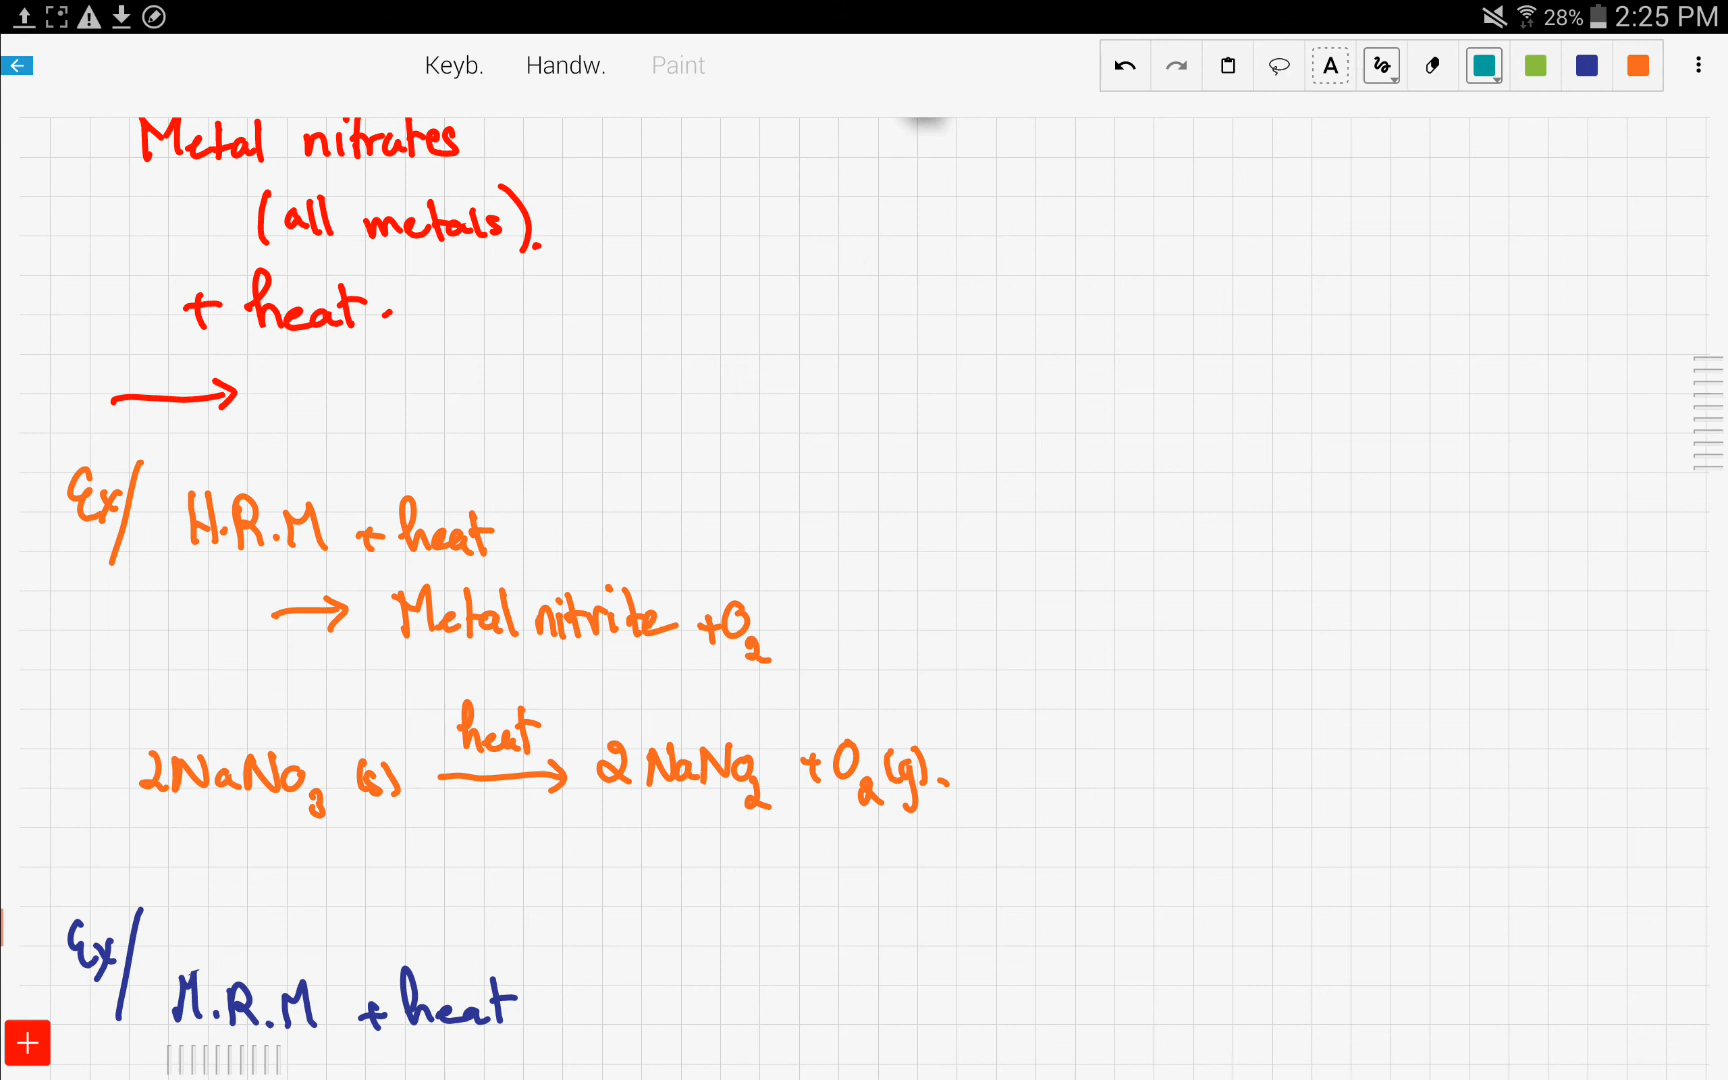 28% 2:25 PM
Keyb. Handw. Paint A
Metal nitrates
(all metals).
+ heat.
→
Ex/ H.R.M + heat
→ Metal nitrite + O₂
heat
2NaNO₃ (s) → 2NaNO₂ + O₂(g).
Ex/
M.R.M + heat